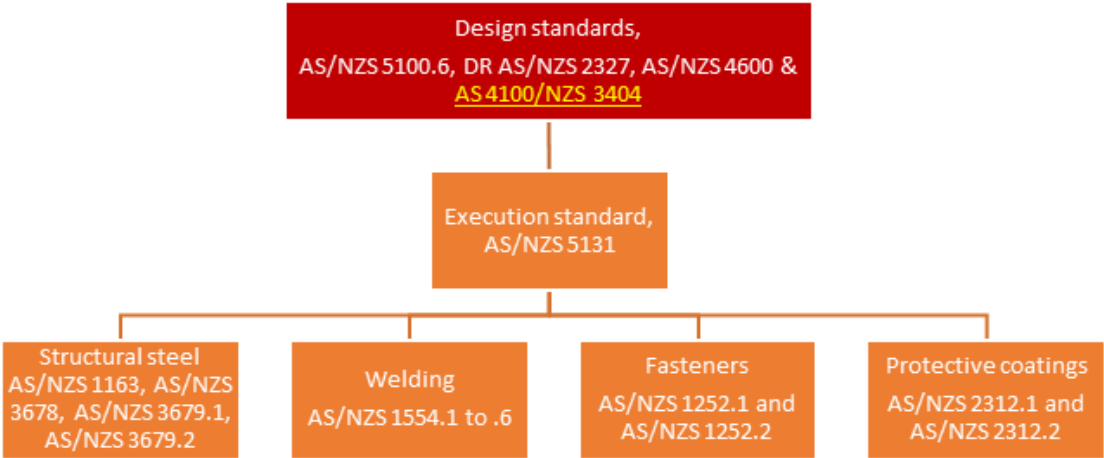 Design standards,
AS/NZS 5100.6, DR AS/NZS 2327, AS/NZS 4600 &
AS 4100/NZS 3404
Execution standard,
AS/NZS 5131
Structural steel
AS/NZS 1163, AS/NZS
3678, AS/NZS 3679.1,
AS/NZS 3679.2
Welding
AS/NZS 1554.1 to .6
Fasteners
AS/NZS 1252.1 and
AS/NZS 1252.2
Protective coatings
AS/NZS 2312.1 and
AS/NZS 2312.2